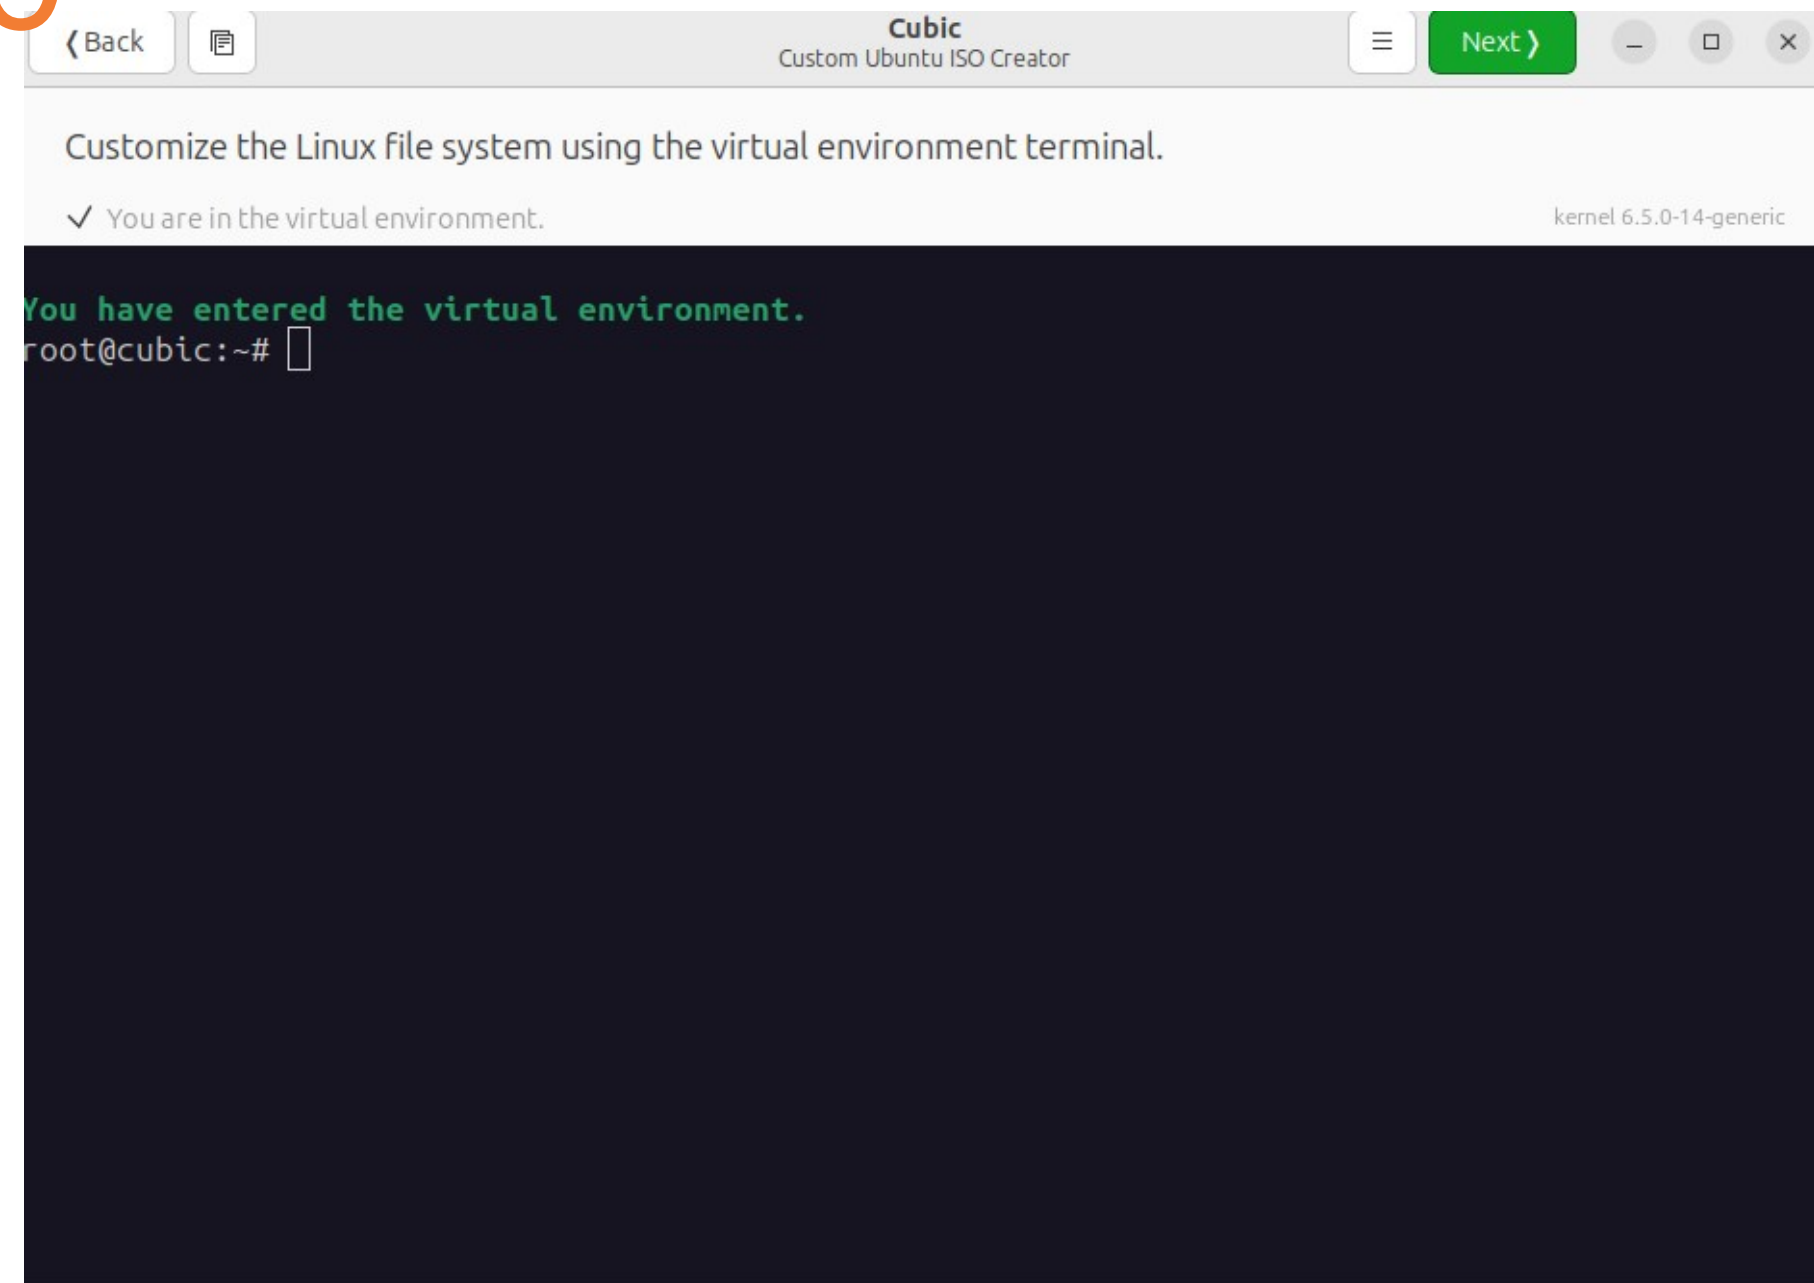 ❬Back
Cubic
Custom Ubuntu ISO Creator
Next❭
Customize the Linux file system using the virtual environment terminal.
✓ You are in the virtual environment.
kernel 6.5.0-14-generic
You have entered the virtual environment.
root@cubic:~#